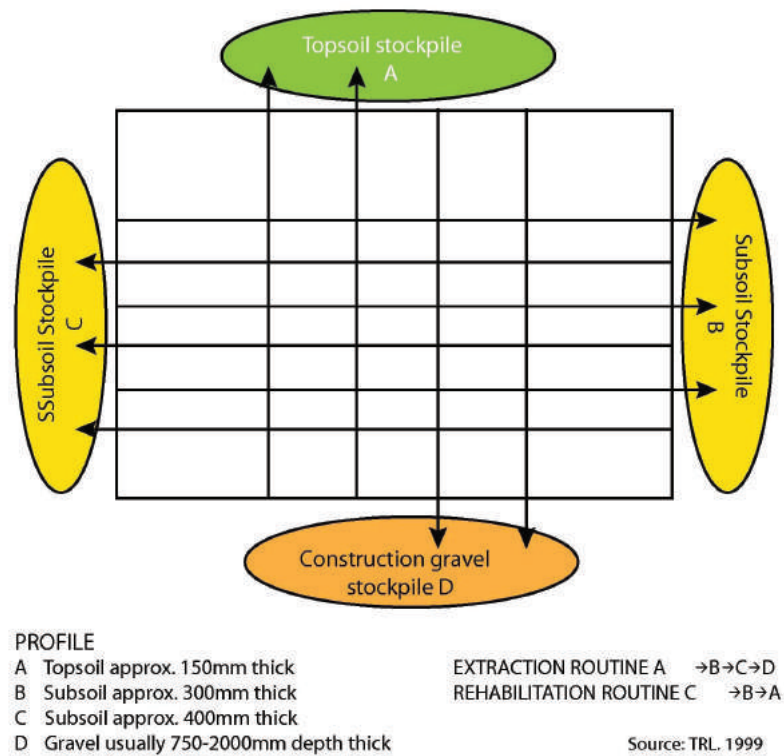 Topsoil stockpile
A
SSubsoil Stockpile
C
Subsoil Stockpile
B
Construction gravel
stockpile D
PROFILE
A Topsoil approx. 150mm thick
B Subsoil approx. 300mm thick
C Subsoil approx. 400mm thick
D Gravel usually 750-2000mm depth thick
EXTRACTION ROUTINE A →B→C→D
REHABILITATION ROUTINE C →B→A
Source: TRL. 1999